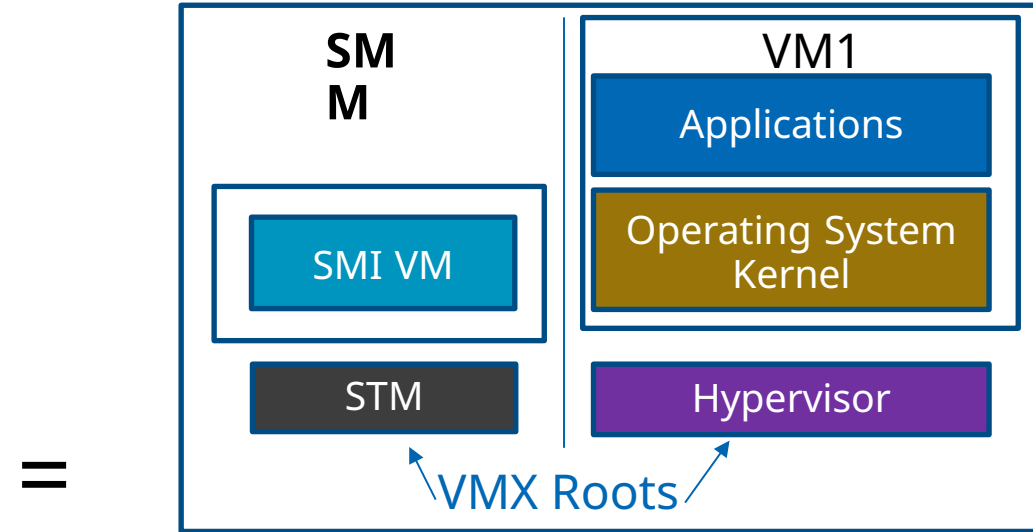 SM
M
VM1
Applications
Operating System
Kernel
SMI VM
STM
Hypervisor
=
VMX Roots